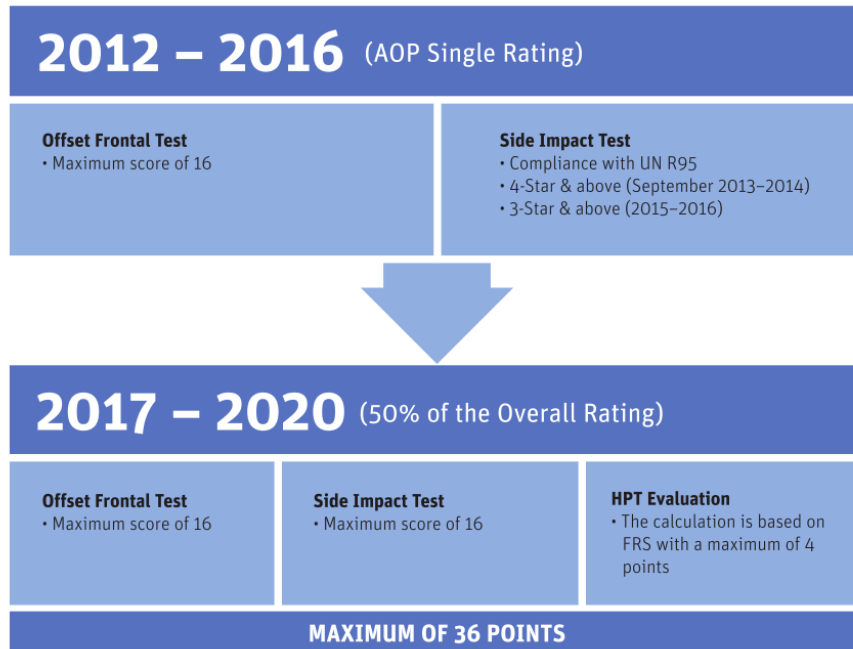 2012 – 2016 (AOP Single Rating)
Offset Frontal Test
• Maximum score of 16
Side Impact Test
• Compliance with UN R95
• 4-Star & above (September 2013–2014)
• 3-Star & above (2015–2016)
2017 – 2020 (50% of the Overall Rating)
Offset Frontal Test
• Maximum score of 16
Side Impact Test
• Maximum score of 16
HPT Evaluation
• The calculation is based on
FRS with a maximum of 4
points
MAXIMUM OF 36 POINTS